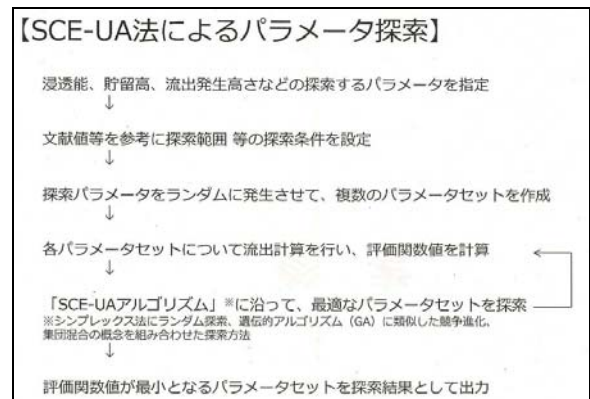 【SCE-UA法によるパラメータ探索】
浸透能、貯留高、流出発生高さなどの探索するパラメータを指定
↓
文献値等を参考に探索範囲 等の探索条件を設定
↓
探索パラメータをランダムに発生させて、複数のパラメータセットを作成
↓
各パラメータセットについて流出計算を行い、評価関数値を計算
↓
「SCE-UAアルゴリズム」※に沿って、最適なパラメータセットを探索
※シンプレックス法にランダム探索、遺伝的アルゴリズム（GA）に類似した競争進化、
集団混合の概念を組み合わせた探索方法
↓
評価関数値が最小となるパラメータセットを探索結果として出力